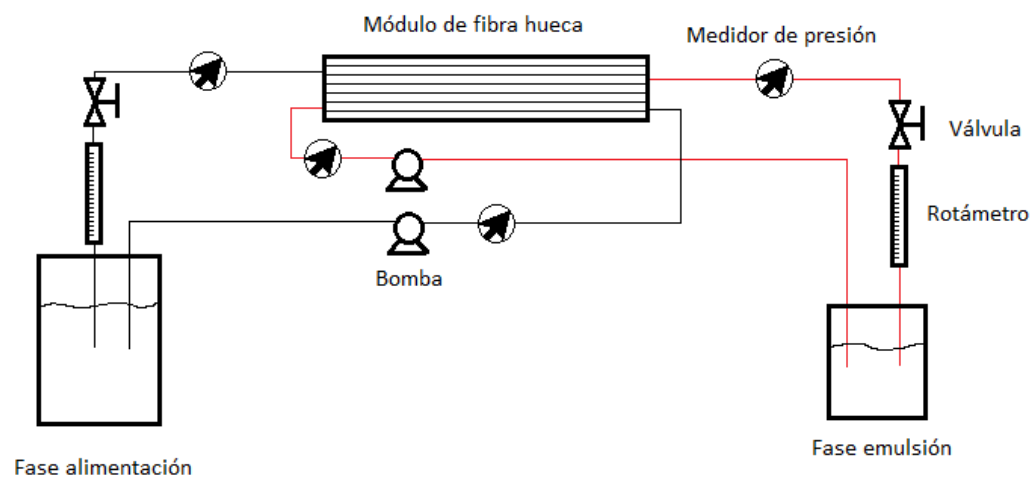 Módulo de fibra hueca
Medidor de presión
Válvula
Rotámetro
Bomba
Fase emulsión
Fase alimentación